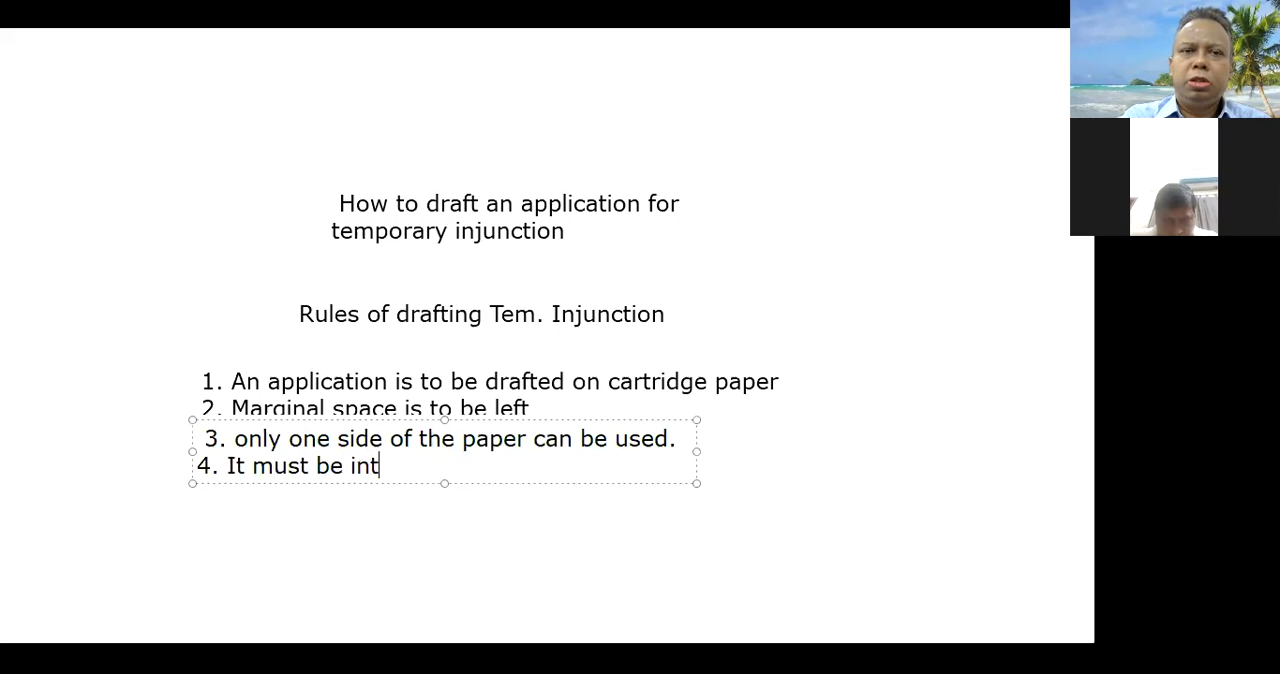 How to draft an application for
temporary injunction
Rules of drafting Tem. Injunction
1. An application is to be drafted on cartridge paper
2. Marginal space is to be left
3. only one side of the paper can be used.
4. It must be int